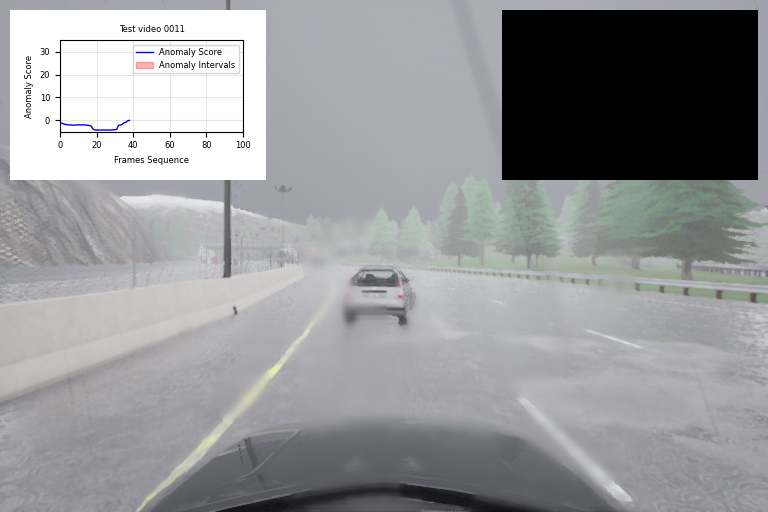 Test video 0011
Anomaly Score
Anomaly Intervals
Anomaly Score
30
20
10
0
0 20 40 60 80 100
Frames Sequence